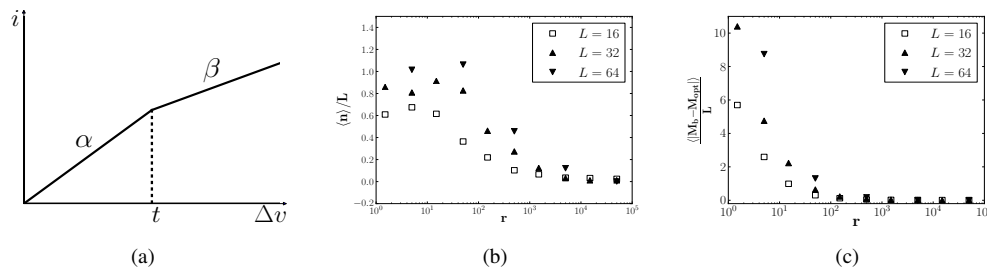 i
α
β
t
Δv
(a)
⟨n⟩/L
1.4
1.2
1.0
0.8
0.6
0.4
0.2
0.0
−0.2
10⁰
10¹
10²
10³
10⁴
10⁵
r
L = 16
L = 32
L = 64
(b)
⟨|M_b−M_opt|⟩
L
10
8
6
4
2
0
10⁰
10¹
10²
10³
10⁴
10⁵
r
L = 16
L = 32
L = 64
(c)